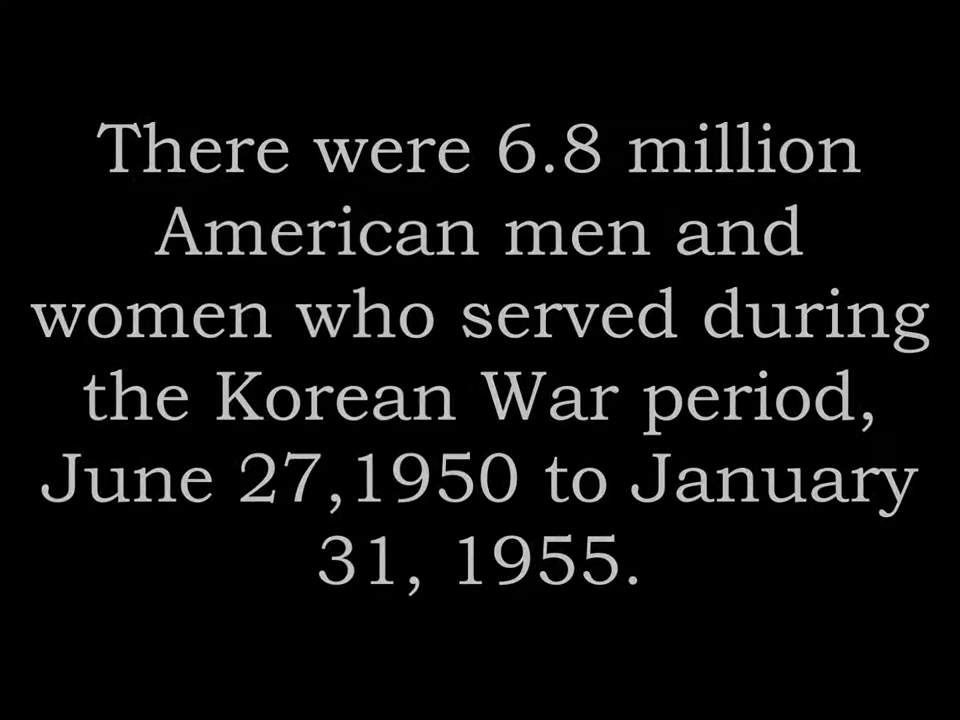 There were 6.8 million
American men and
women who served during
the Korean War period,
June 27,1950 to January
31, 1955.